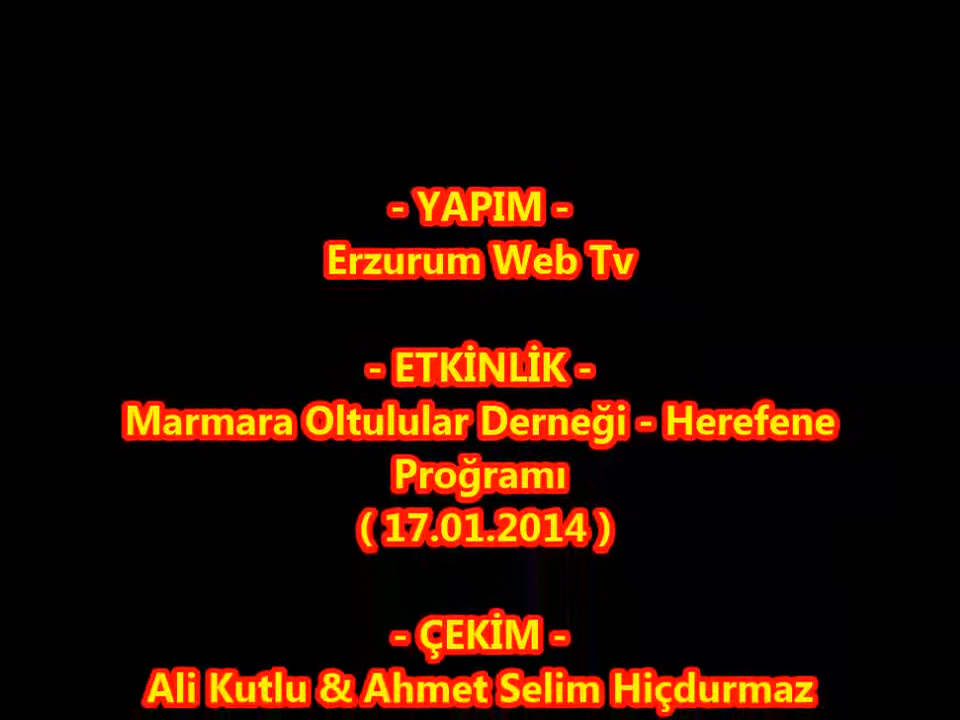 - YAPIM -
Erzurum Web Tv
- ETKİNLİK -
Marmara Oltulular Derneği - Herefene
Proğramı
( 17.01.2014 )
- ÇEKİM -
Ali Kutlu & Ahmet Selim Hiçdurmaz